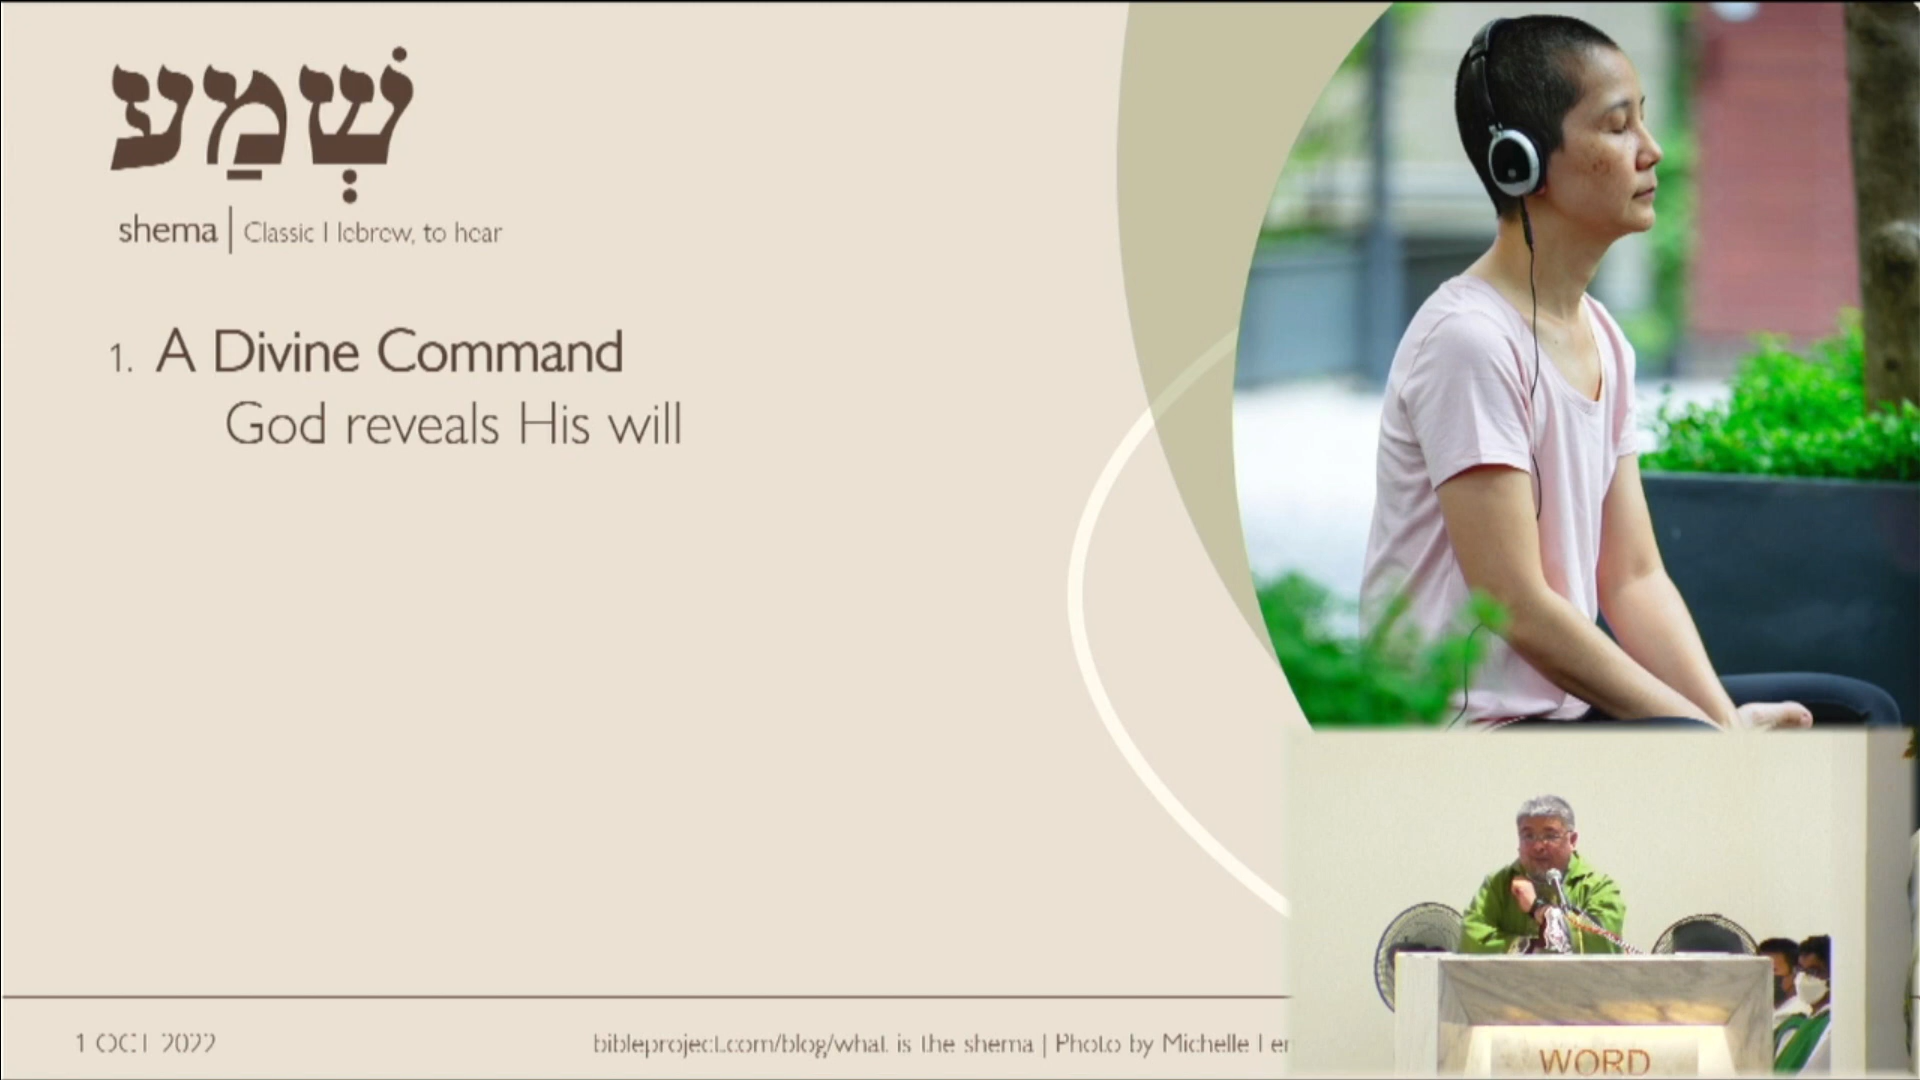 שְׁמַע
shema | Classic Hebrew, to hear
1. A Divine Command
God reveals His will
1 OCT 2022
bibleproject.com/blog/what is the shema | Photo by Michelle
WORD